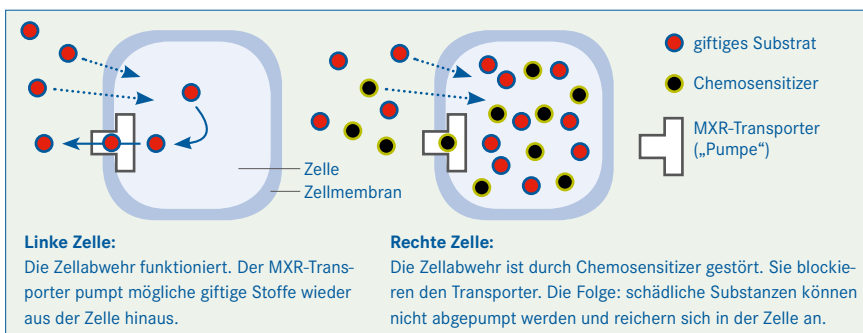 giftiges Substrat
Chemosensitizer
MXR-Transporter
(„Pumpe“)
Zelle
Zellmembran
Linke Zelle:
Die Zellabwehr funktioniert. Der MXR-Trans-
porter pumpt mögliche giftige Stoffe wieder
aus der Zelle hinaus.
Rechte Zelle:
Die Zellabwehr ist durch Chemosensitizer gestört. Sie blockie-
ren den Transporter. Die Folge: schädliche Substanzen können
nicht abgepumpt werden und reichern sich in der Zelle an.